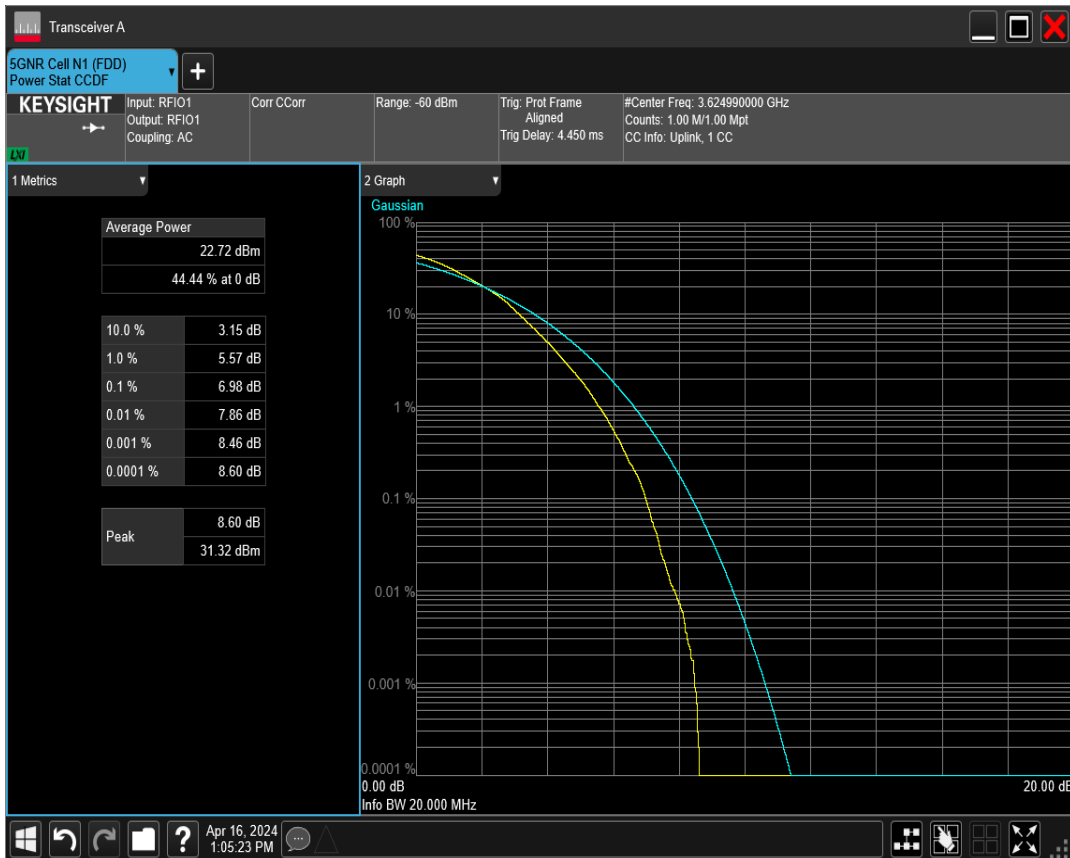 Transceiver A
5GNR Cell N1 (FDD)
Power Stat CCDF
KEYSIGHT
LXI
Input: RFIO1
Output: RFIO1
Coupling: AC
Corr CCorr
Range: -60 dBm
Trig: Prot Frame
Aligned
Trig Delay: 4.450 ms
#Center Freq: 3.624990000 GHz
Counts: 1.00 M/1.00 Mpt
CC Info: Uplink, 1 CC
1 Metrics
Average Power
22.72 dBm
44.44 % at 0 dB
10.0 % 3.15 dB
1.0 % 5.57 dB
0.1 % 6.98 dB
0.01 % 7.86 dB
0.001 % 8.46 dB
0.0001 % 8.60 dB
Peak
8.60 dB
31.32 dBm
2 Graph
Gaussian
100 %
10 %
1 %
0.1 %
0.01 %
0.001 %
0.0001 %
0.00 dB 20.00 dB
Info BW 20.000 MHz
?
Apr 16, 2024
1:05:23 PM